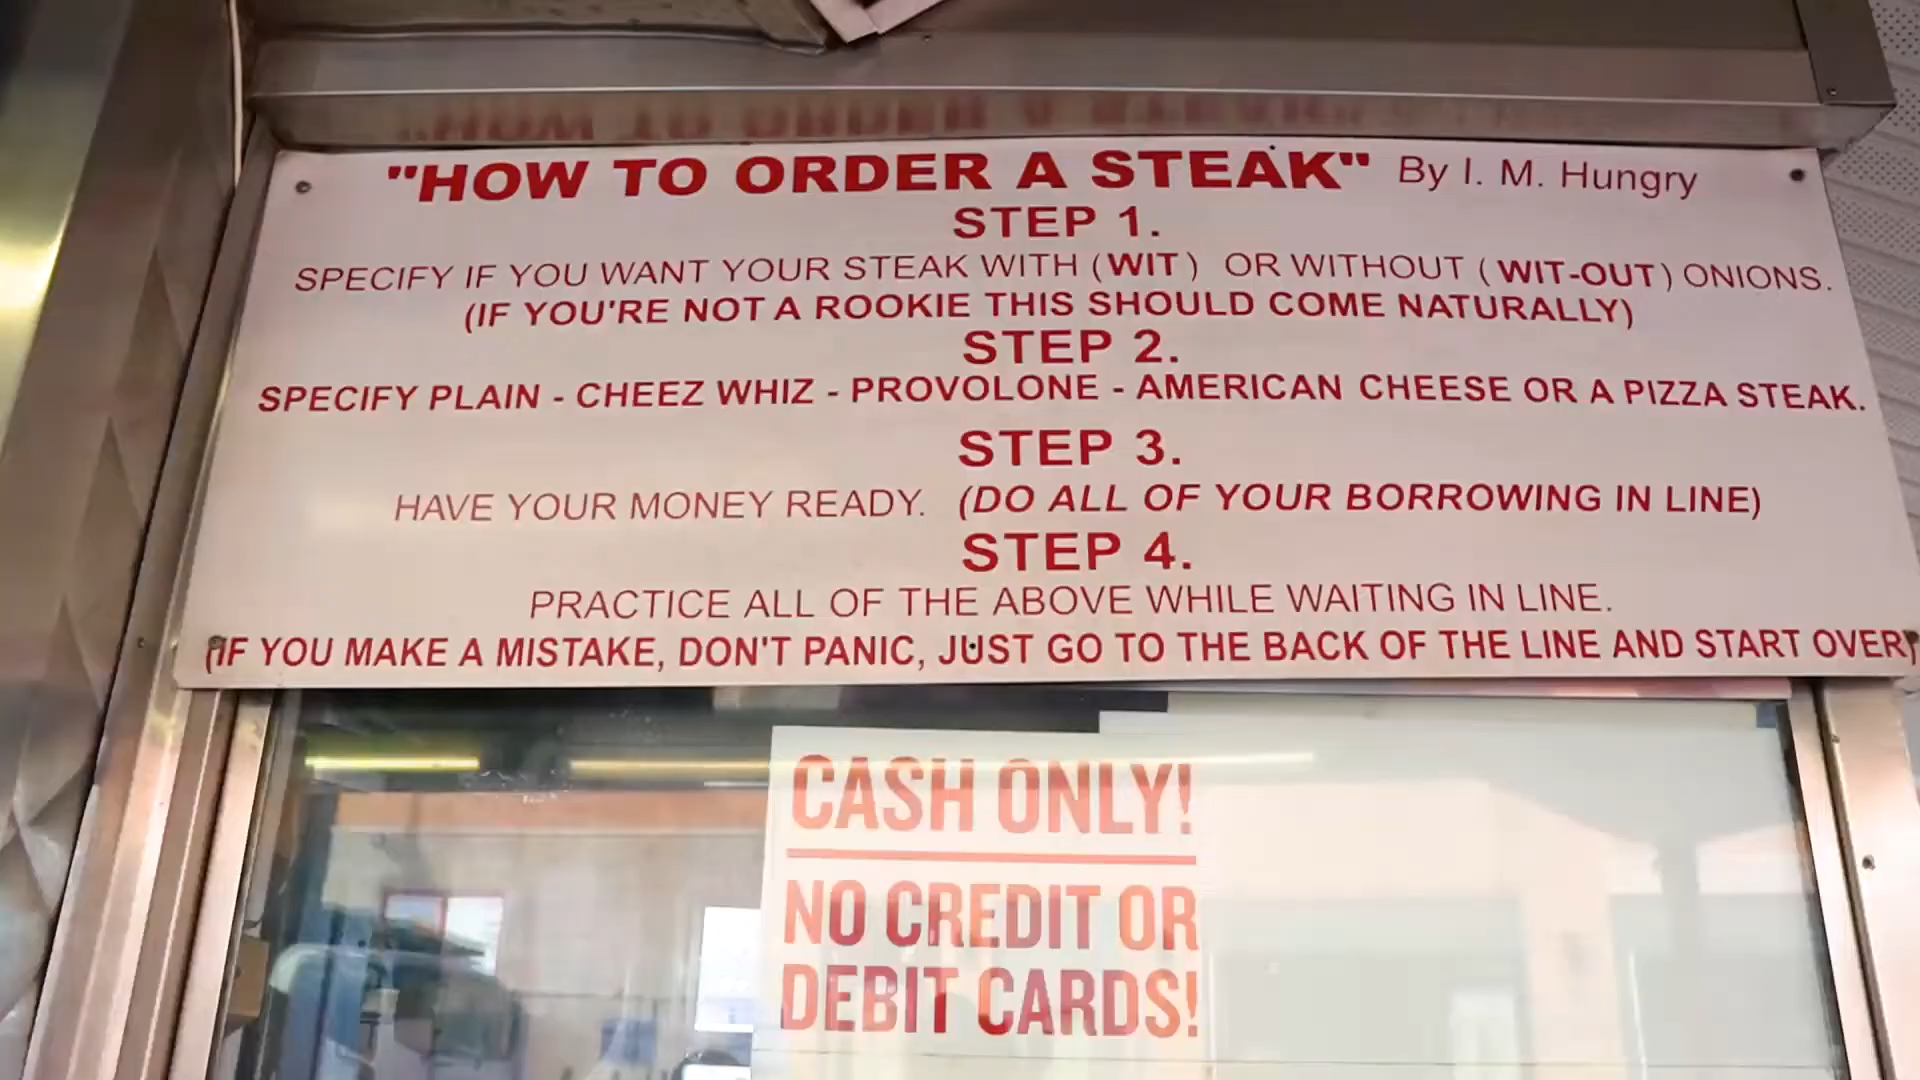 "HOW TO ORDER A STEAK" By I. M. Hungry
STEP 1.
SPECIFY IF YOU WANT YOUR STEAK WITH (WIT) OR WITHOUT (WIT-OUT) ONIONS.
(IF YOU'RE NOT A ROOKIE THIS SHOULD COME NATURALLY)
STEP 2.
SPECIFY PLAIN - CHEEZ WHIZ - PROVOLONE - AMERICAN CHEESE OR A PIZZA STEAK.
STEP 3.
HAVE YOUR MONEY READY. (DO ALL OF YOUR BORROWING IN LINE)
STEP 4.
PRACTICE ALL OF THE ABOVE WHILE WAITING IN LINE.
(IF YOU MAKE A MISTAKE, DON'T PANIC, JUST GO TO THE BACK OF THE LINE AND START OVER)
CASH ONLY!
NO CREDIT OR
DEBIT CARDS!